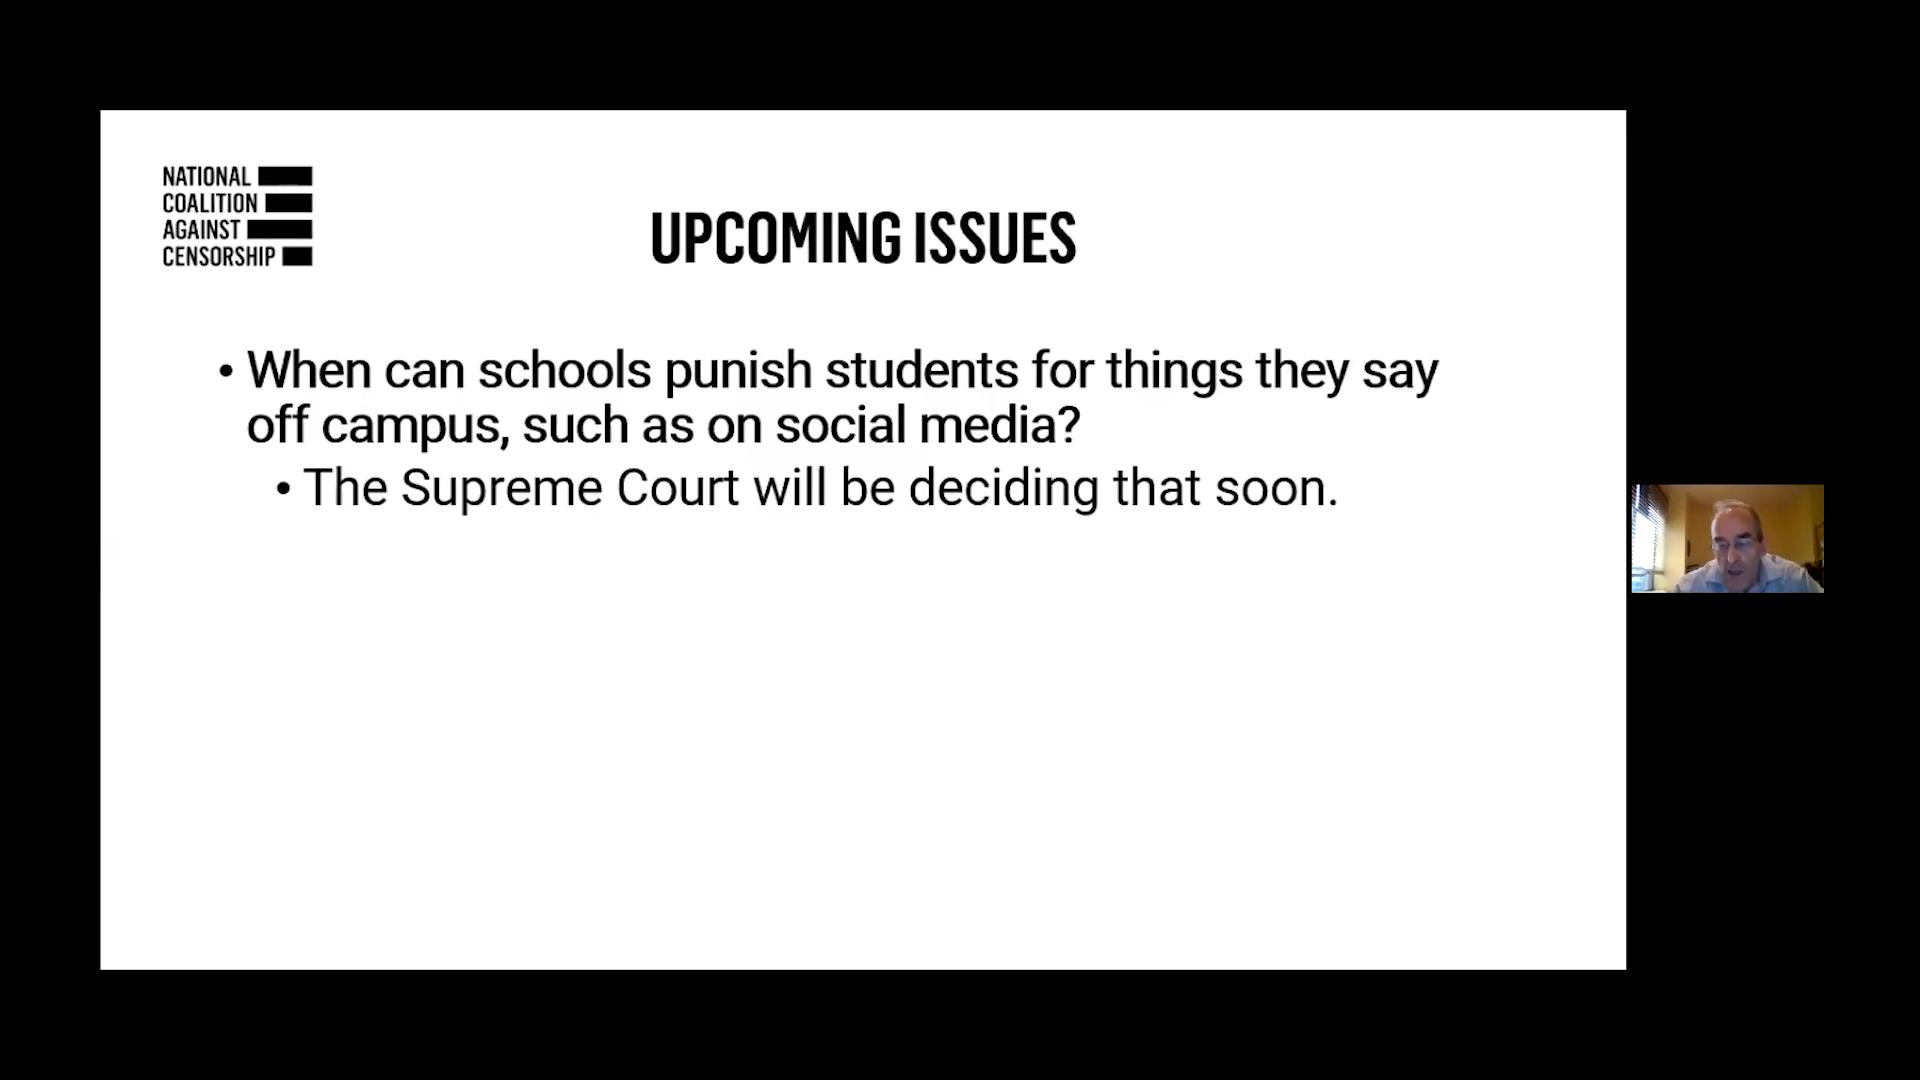 NATIONAL
COALITION
AGAINST
CENSORSHIP
UPCOMING ISSUES
• When can schools punish students for things they say
off campus, such as on social media?
• The Supreme Court will be deciding that soon.